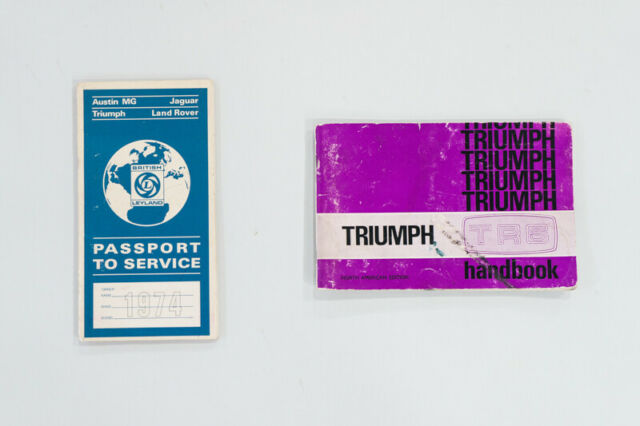 Austin MG Jaguar
Triumph Land Rover
BRITISH
L
LEYLAND
PASSPORT
TO SERVICE
1974
TRIUMPH
TRIUMPH
TRIUMPH
TRIUMPH
TRIUMPH
TRIUMPH TR6
handbook
NORTH AMERICAN EDITION